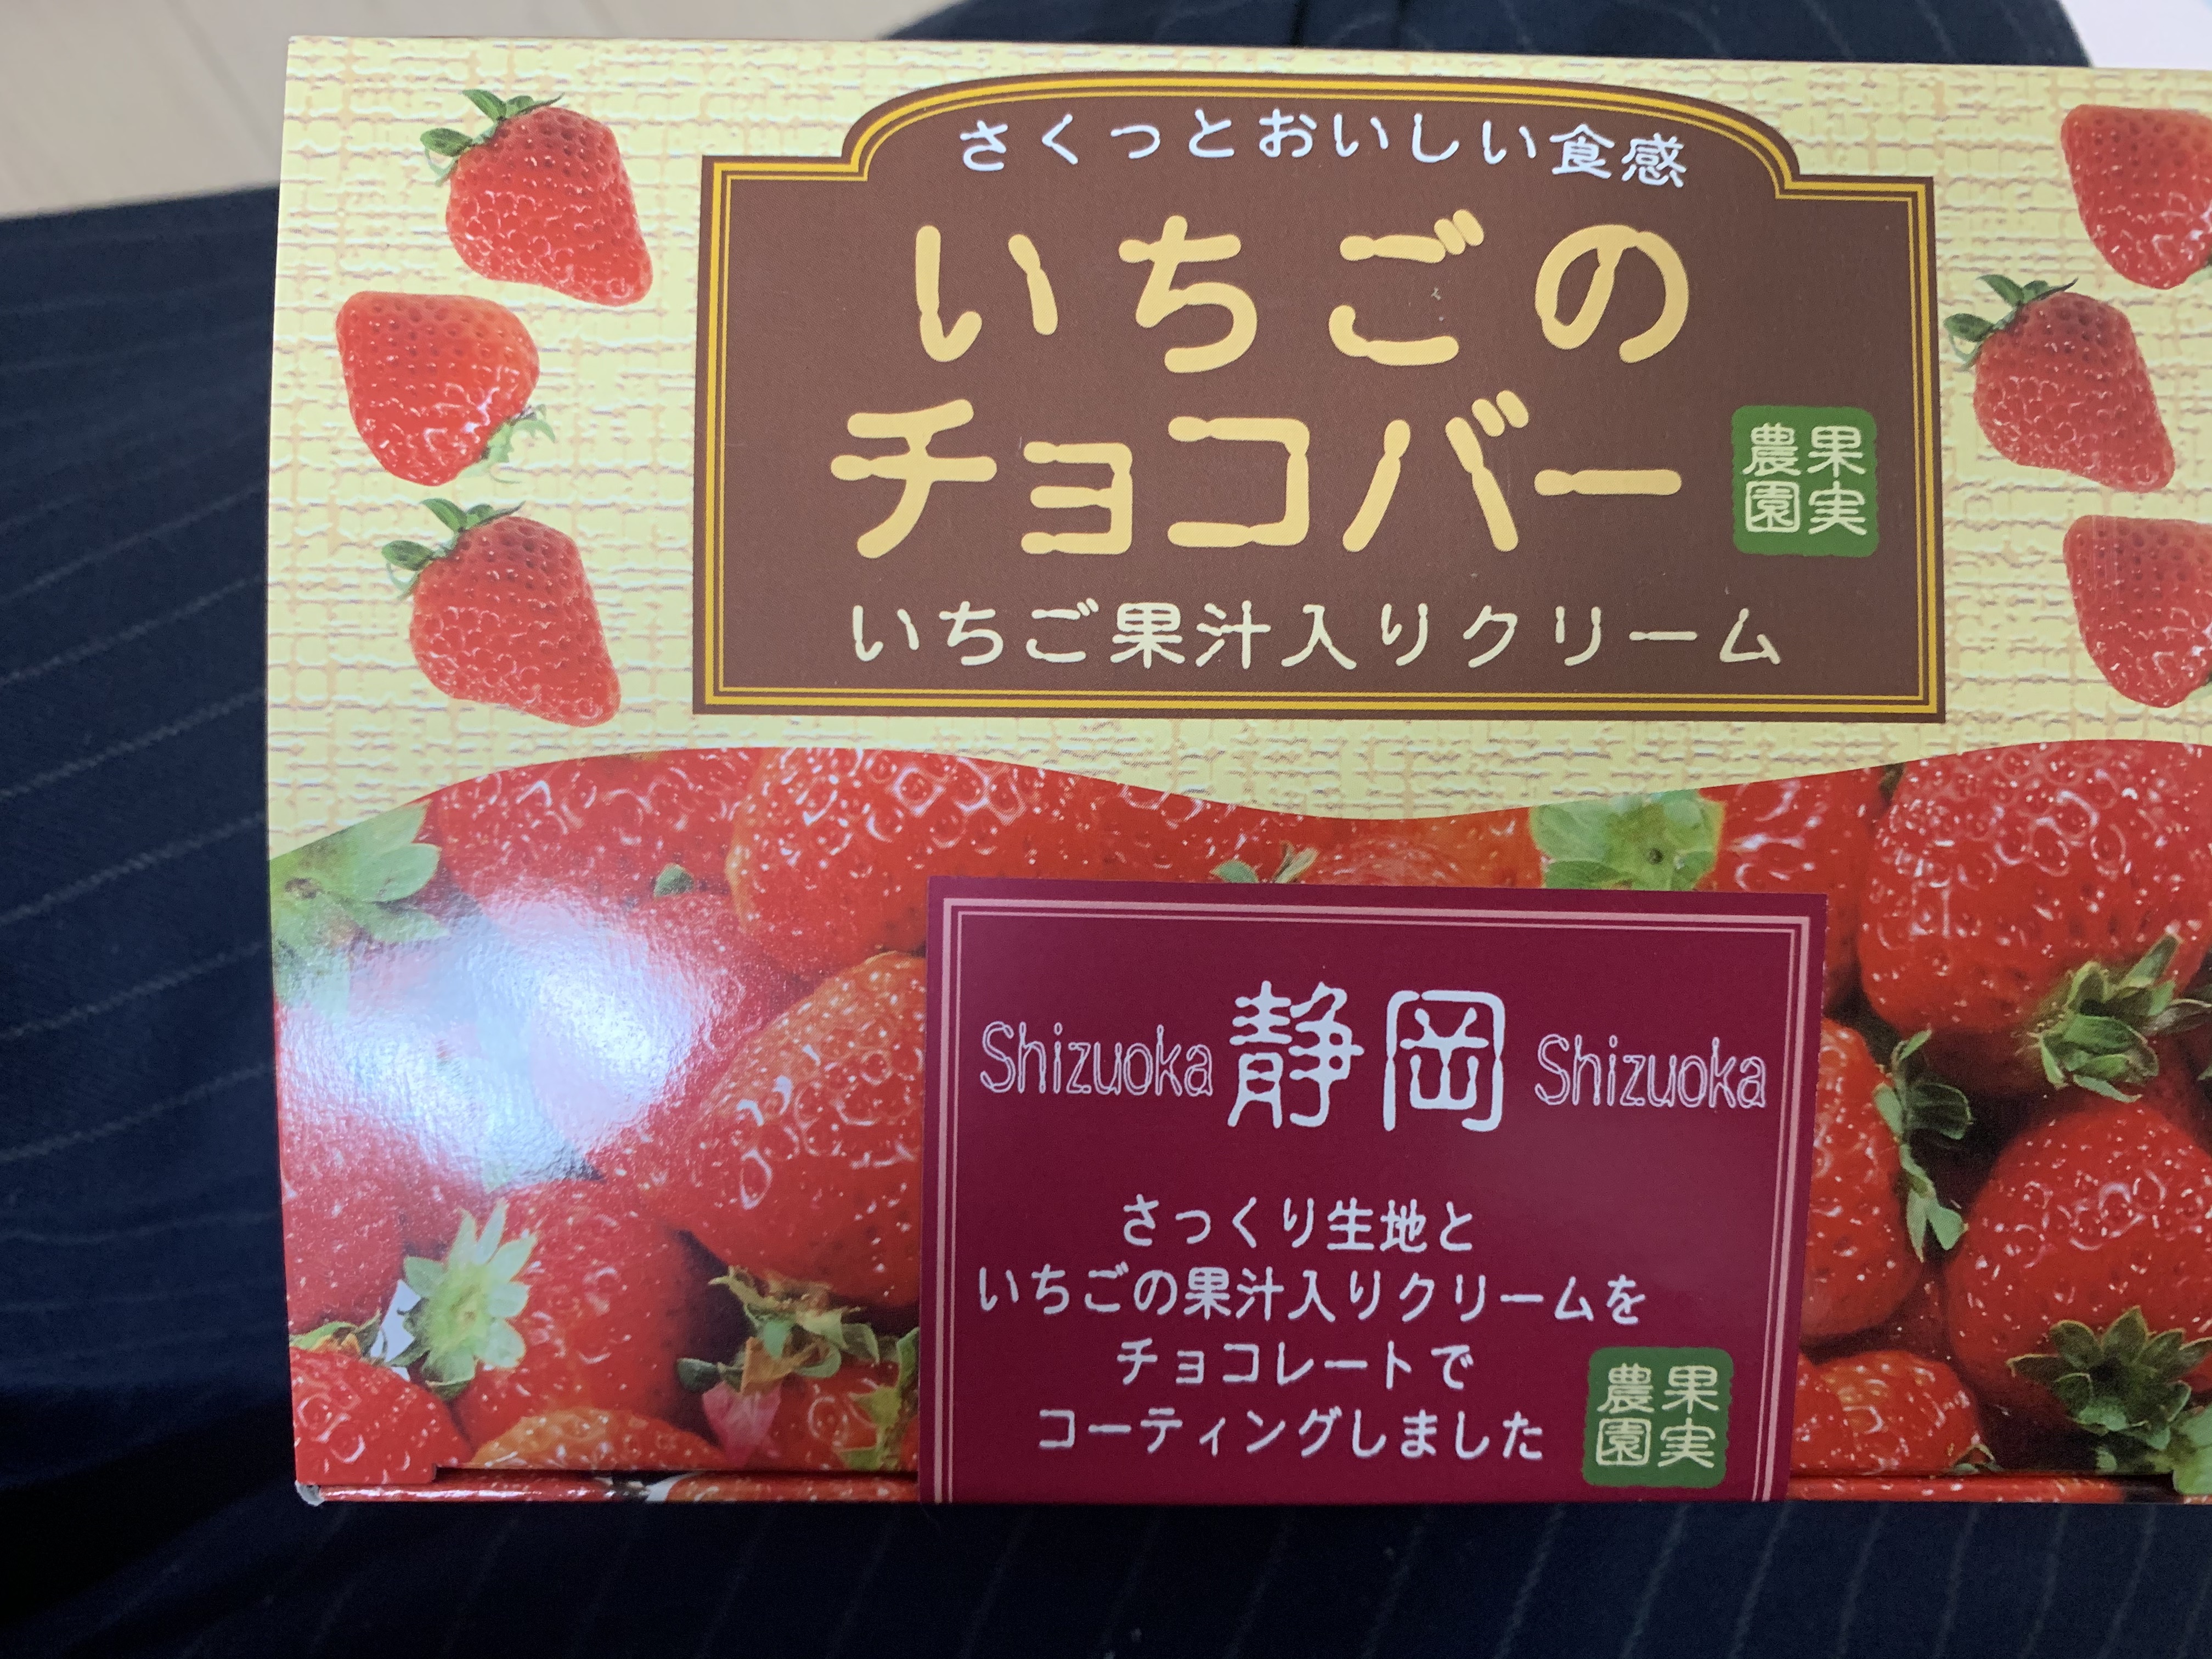 さくっとおいしい食感
いちごの
チョコバー
果実
農園
いちご果汁入りクリーム
Shizuoka 静岡 Shizuoka
さっくり生地と
いちごの果汁入りクリームを
チョコレートで
コーティングしました
果実
農園